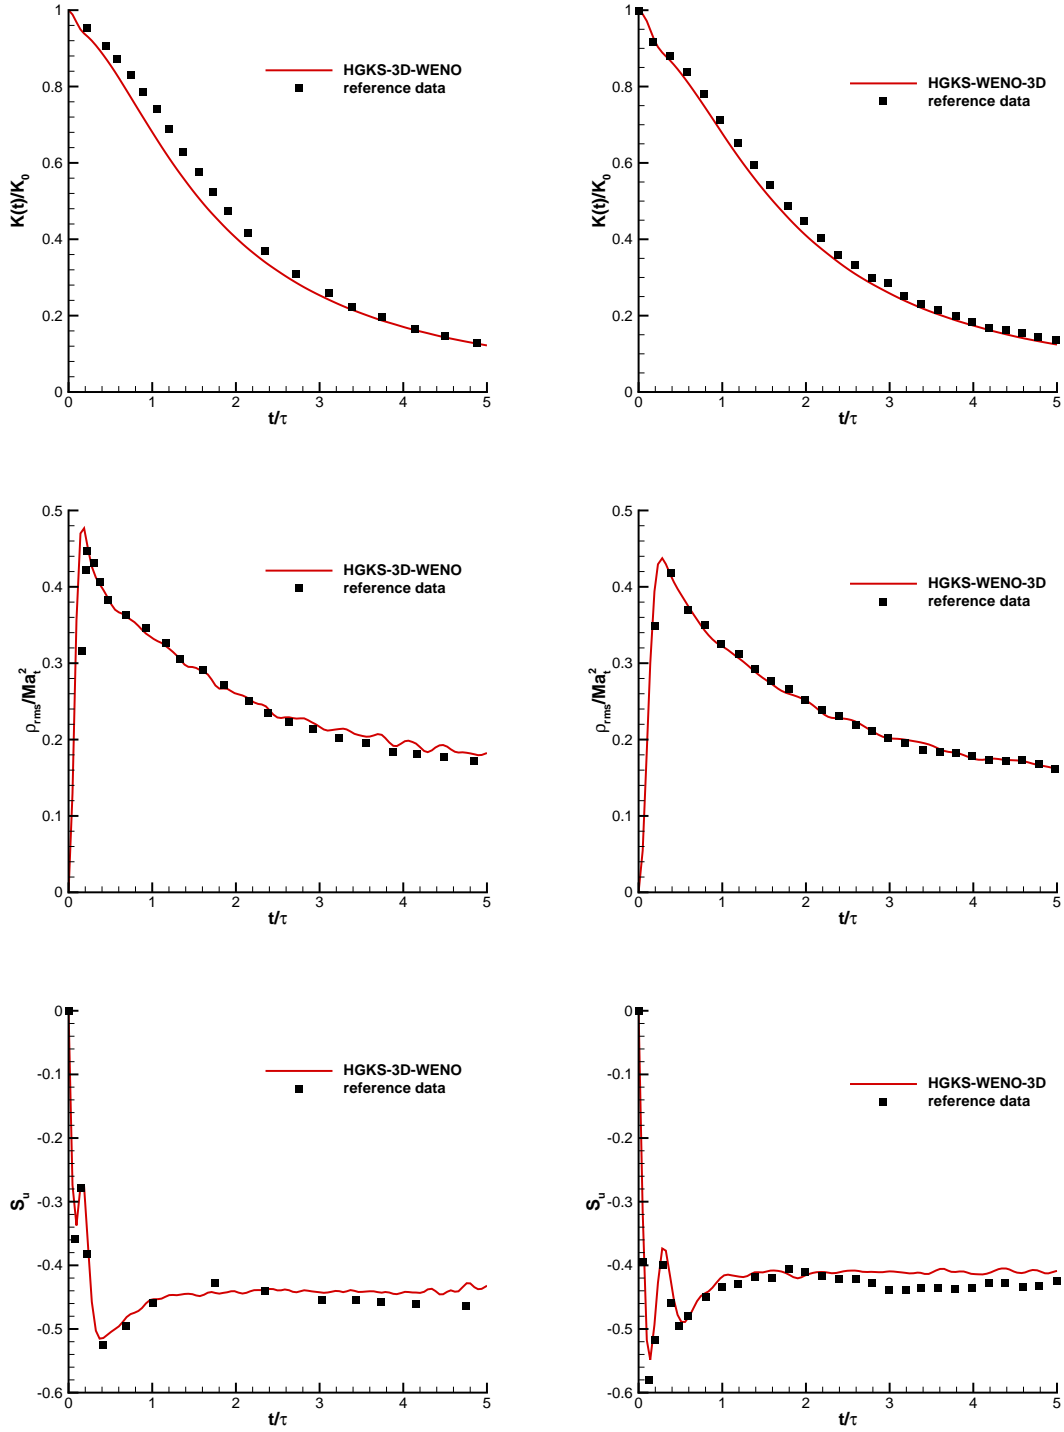 1
0.8
0.6
0.4
0.2
0
0 1 2 3 4 5
K(t)/K0
t/τ
HGKS-3D-WENO
reference data
1
0.8
0.6
0.4
0.2
0
0 1 2 3 4 5
K(t)/K0
t/τ
HGKS-WENO-3D
reference data
0.5
0.4
0.3
0.2
0.1
0
0 1 2 3 4 5
ρrms/Mat2
t/τ
HGKS-3D-WENO
reference data
0.5
0.4
0.3
0.2
0.1
0
0 1 2 3 4 5
ρrms/Mat2
t/τ
HGKS-WENO-3D
reference data
0
-0.1
-0.2
-0.3
-0.4
-0.5
-0.6
0 1 2 3 4 5
Su
t/τ
HGKS-3D-WENO
reference data
0
-0.1
-0.2
-0.3
-0.4
-0.5
-0.6
0 1 2 3 4 5
Su
t/τ
HGKS-WENO-3D
reference data